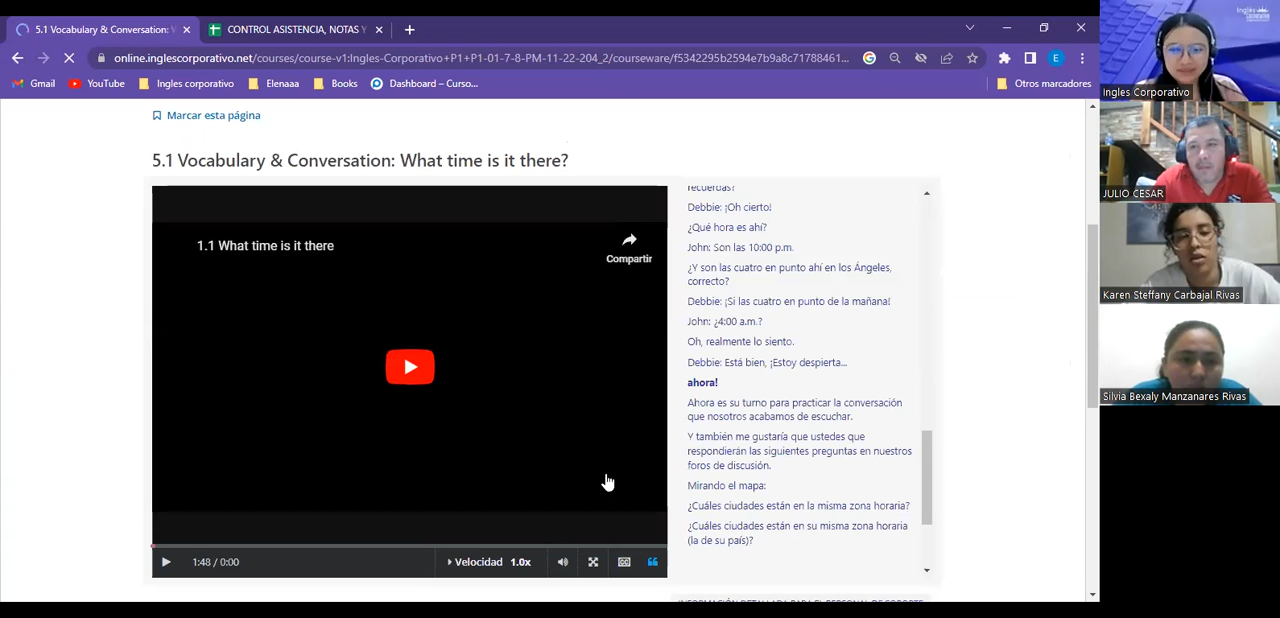 5.1 Vocabulary & Conversation: W
CONTROL ASISTENCIA, NOTAS Y
online.inglescorporativo.net/courses/course-v1:Ingles-Corporativo+P1+P1-01-7-8-PM-11-22-204_2/courseware/f5342295b2594e7b9a8c71788461...
E
Gmail
YouTube
Ingles corporativo
Elenaaa
Books
Dashboard – Curso...
Otros marcadores
Marcar esta página
5.1 Vocabulary & Conversation: What time is it there?
1.1 What time is it there
Compartir
1:48 / 0:00
Velocidad 1.0x
recuerdas?
Debbie: ¡Oh cierto!
¿Qué hora es ahí?
John: Son las 10:00 p.m.
¿Y son las cuatro en punto ahí en los Ángeles,
correcto?
Debbie: ¡Si las cuatro en punto de la mañana!
John: ¿4:00 a.m.?
Oh, realmente lo siento.
Debbie: Está bien, ¡Estoy despierta...
ahora!
Ahora es su turno para practicar la conversación
que nosotros acabamos de escuchar.
Y también me gustaría que ustedes que
respondierán las siguientes preguntas en nuestros
foros de discusión.
Mirando el mapa:
¿Cuáles ciudades están en la misma zona horaria?
¿Cuáles ciudades están en su misma zona horaria
(la de su país)?
Ingles Corporativo
JULIO CESAR
Karen Steffany Carbajal Rivas
Silvia Bexaly Manzanares Rivas